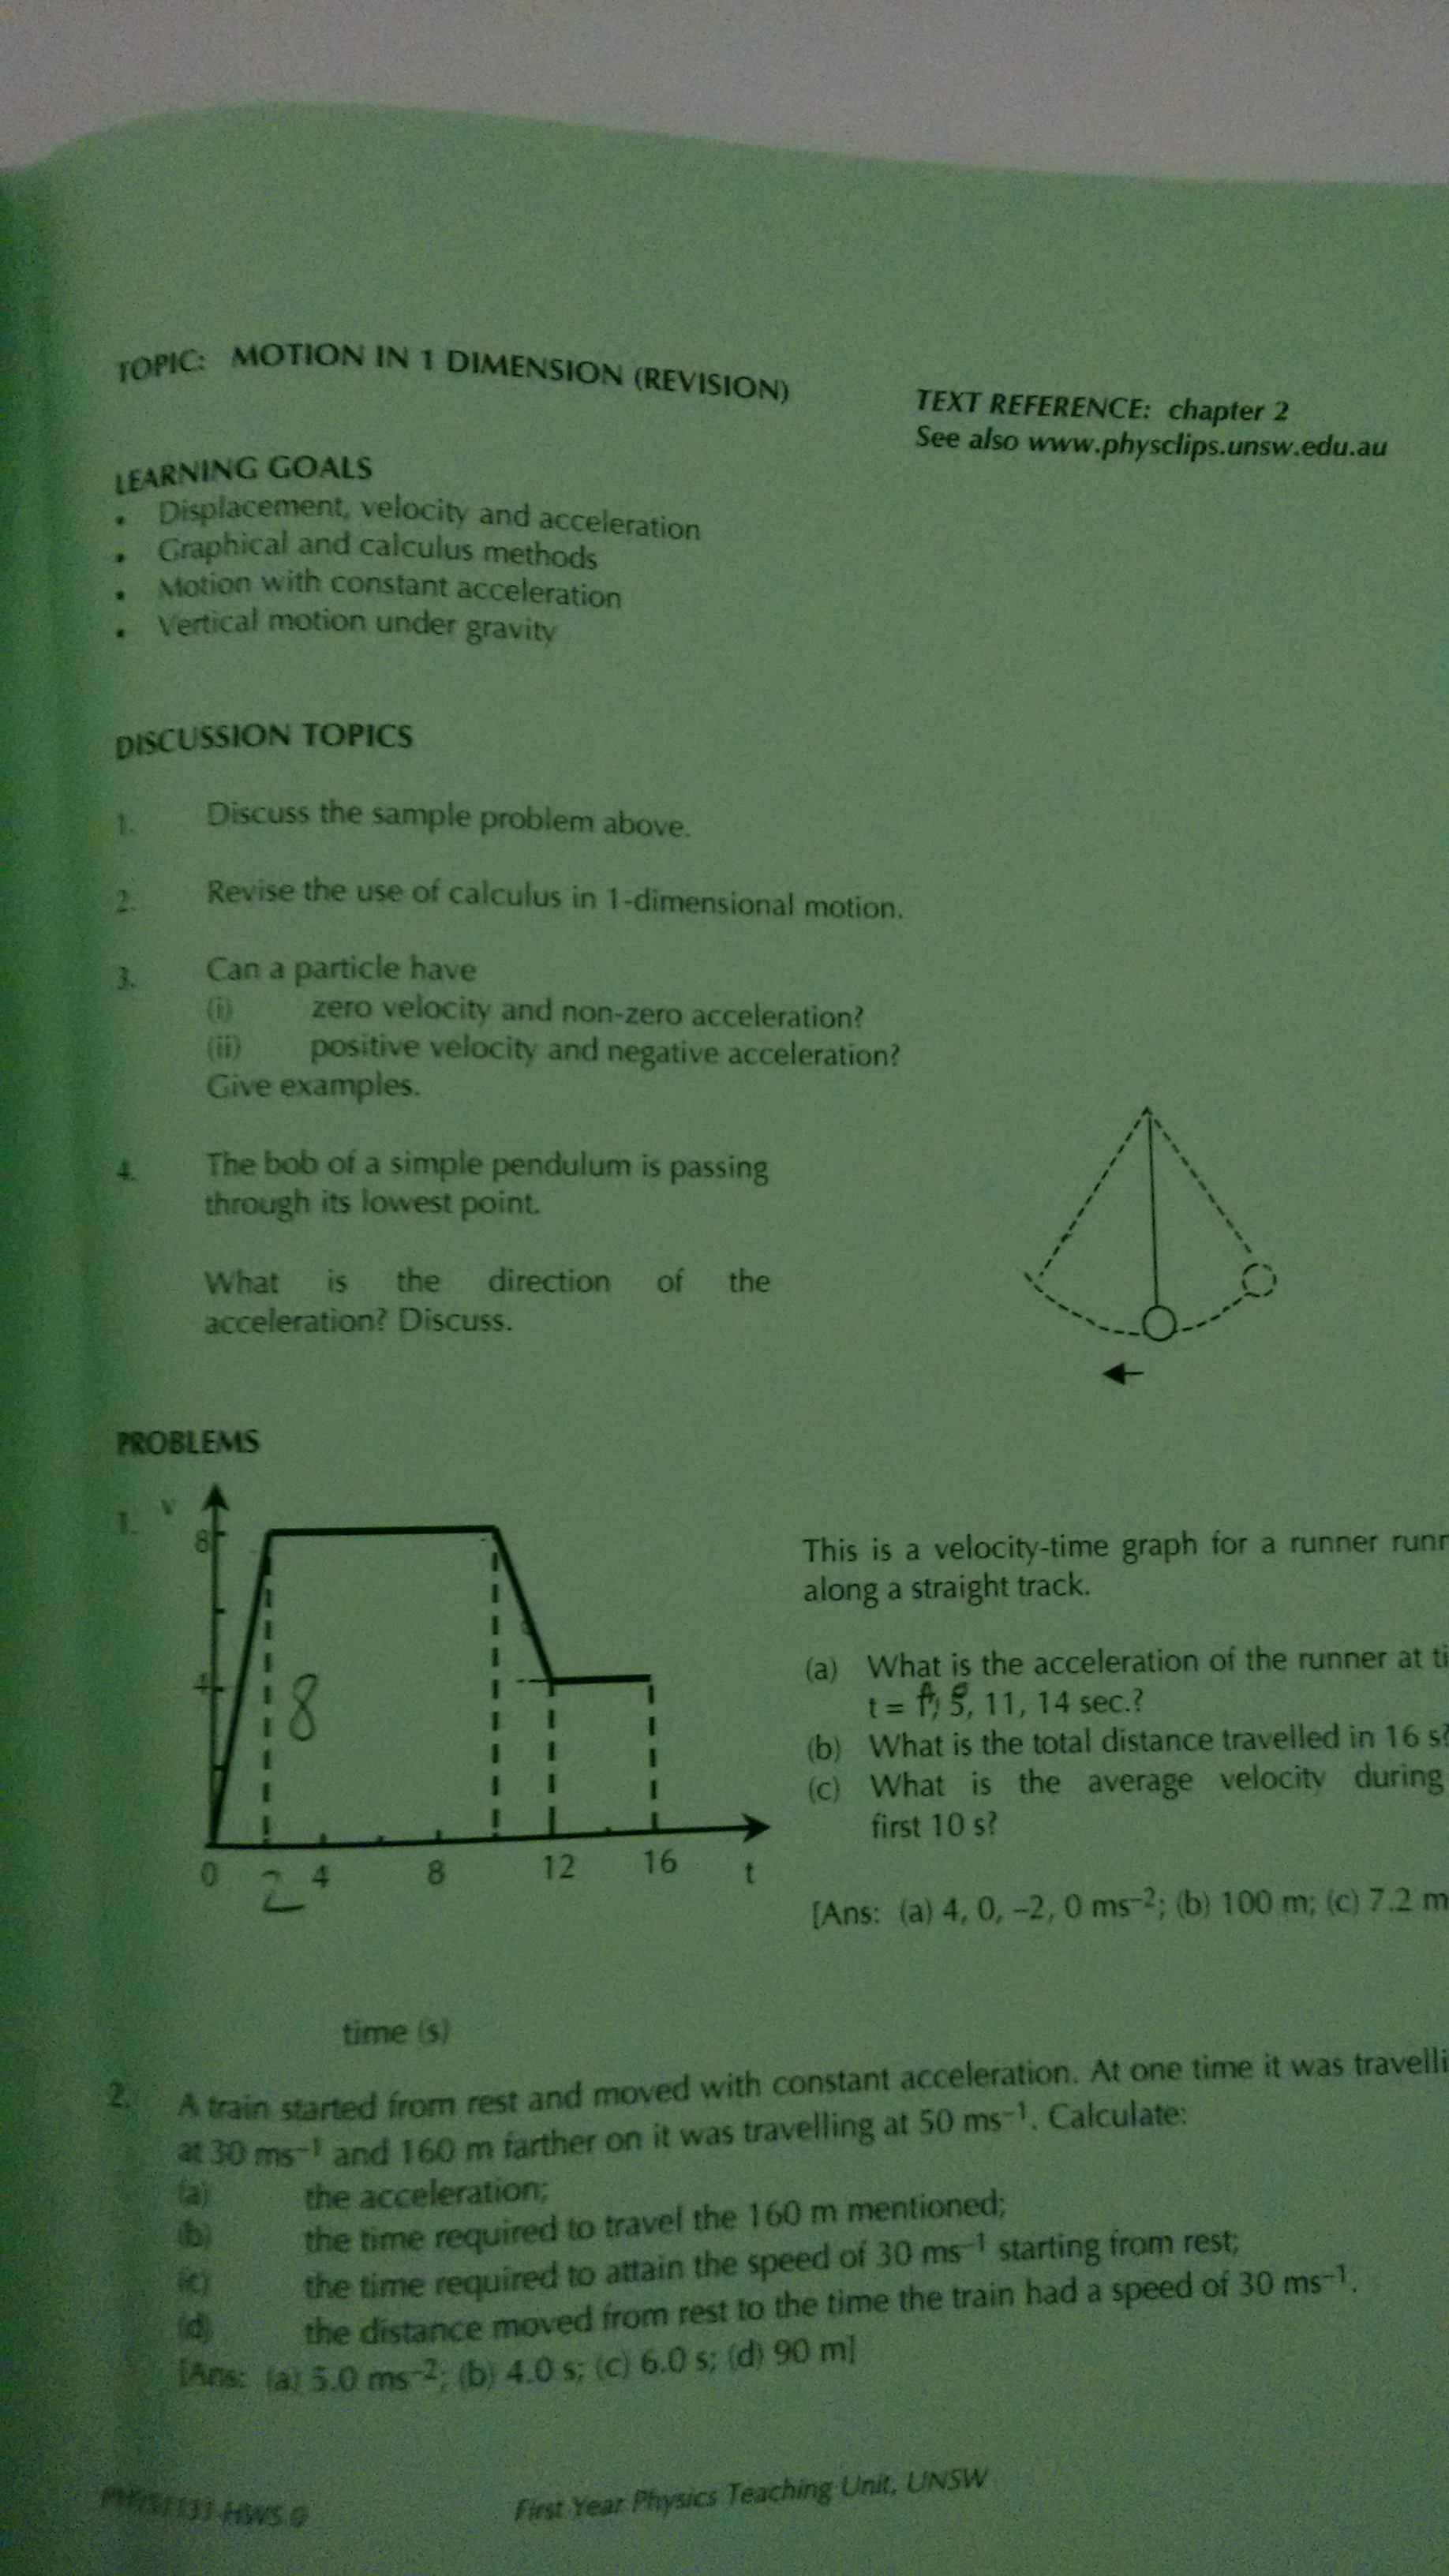 TOPIC: MOTION IN 1 DIMENSION (REVISION)
TEXT REFERENCE: chapter 2
See also www.physclips.unsw.edu.au
LEARNING GOALS
• Displacement, velocity and acceleration
• Graphical and calculus methods
• Motion with constant acceleration
• Vertical motion under gravity
DISCUSSION TOPICS
1. Discuss the sample problem above.
2. Revise the use of calculus in 1-dimensional motion.
3. Can a particle have
(i) zero velocity and non-zero acceleration?
(ii) positive velocity and negative acceleration?
Give examples.
4. The bob of a simple pendulum is passing
through its lowest point.
What is the direction of the
acceleration? Discuss.
PROBLEMS
1. v
8
4
8
0 2 4 8 12 16 t
time (s)
This is a velocity-time graph for a runner runn
along a straight track.
(a) What is the acceleration of the runner at ti
t = 1, 5, 11, 14 sec.?
(b) What is the total distance travelled in 16 s?
(c) What is the average velocity during
first 10 s?
[Ans: (a) 4, 0, –2, 0 ms⁻²; (b) 100 m; (c) 7.2 m
2. A train started from rest and moved with constant acceleration. At one time it was travelli
at 30 ms⁻¹ and 160 m farther on it was travelling at 50 ms⁻¹. Calculate:
(a) the acceleration;
(b) the time required to travel the 160 m mentioned;
(c) the time required to attain the speed of 30 ms⁻¹ starting from rest;
(d) the distance moved from rest to the time the train had a speed of 30 ms⁻¹.
[Ans: (a) 5.0 ms⁻²; (b) 4.0 s; (c) 6.0 s; (d) 90 m]
First Year Physics Teaching Unit, UNSW